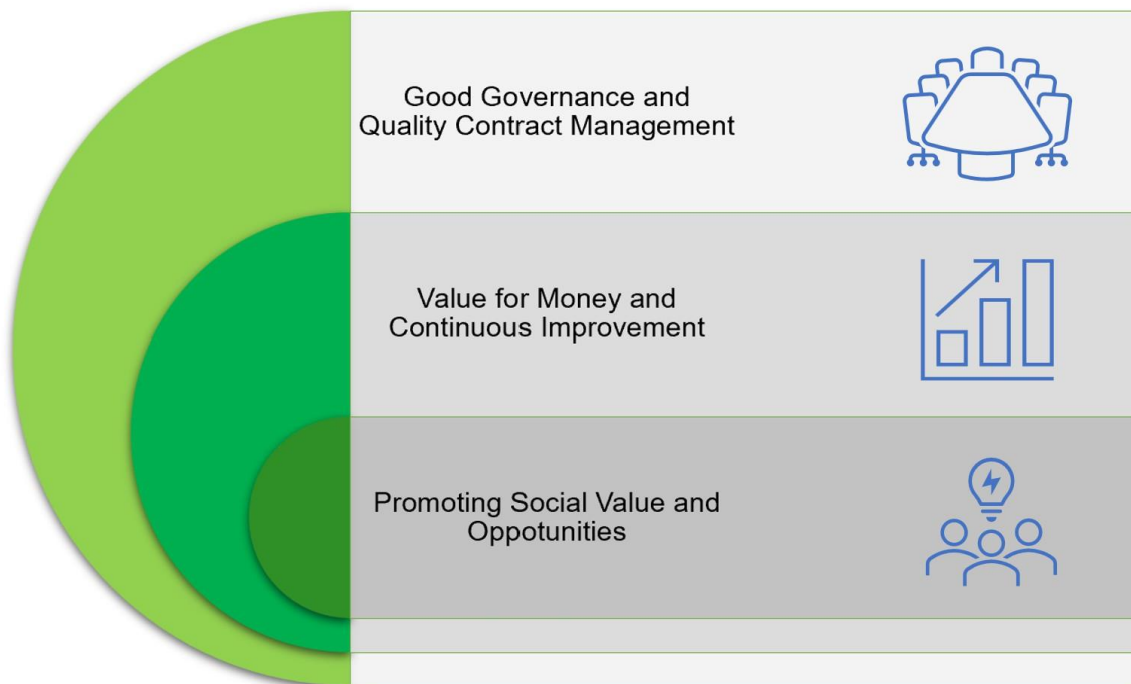 Good Governance and
Quality Contract Management
Value for Money and
Continuous Improvement
Promoting Social Value and
Oppotunities